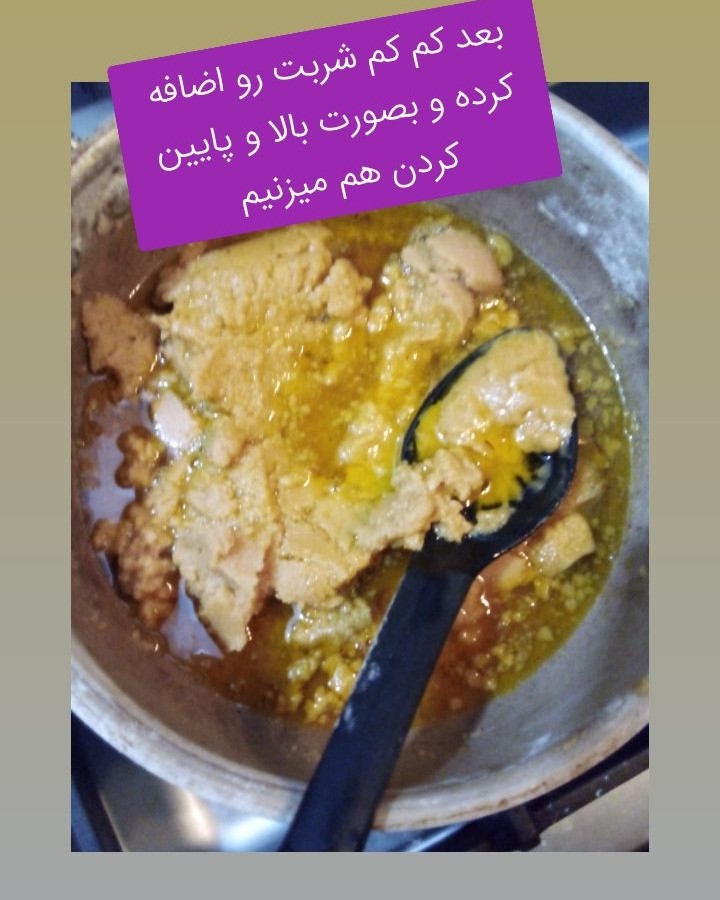 بعد کم کم شربت رو اضافه
کرده و بصورت بالا و پایین
کردن هم میزنیم